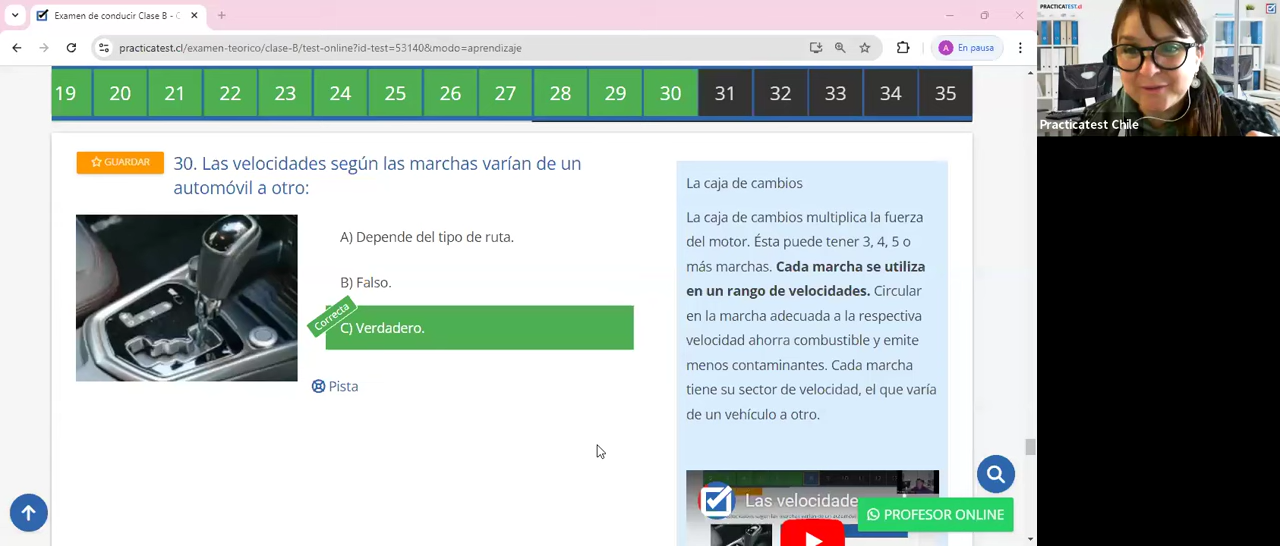 Examen de conducir Clase B - C
practicatest.cl/examen-teorico/clase-B/test-online?id-test=53140&modo=aprendizaje
A
En pausa
PRACTICATEST.cl
Practicatest Chile
19 20 21 22 23 24 25 26 27 28 29 30 31 32 33 34 35
GUARDAR
30. Las velocidades según las marchas varían de un
automóvil a otro:
A) Depende del tipo de ruta.
B) Falso.
Correcta
C) Verdadero.
Pista
La caja de cambios
La caja de cambios multiplica la fuerza
del motor. Ésta puede tener 3, 4, 5 o
más marchas. Cada marcha se utiliza
en un rango de velocidades. Circular
en la marcha adecuada a la respectiva
velocidad ahorra combustible y emite
menos contaminantes. Cada marcha
tiene su sector de velocidad, el que varía
de un vehículo a otro.
Las velocidade
PROFESOR ONLINE